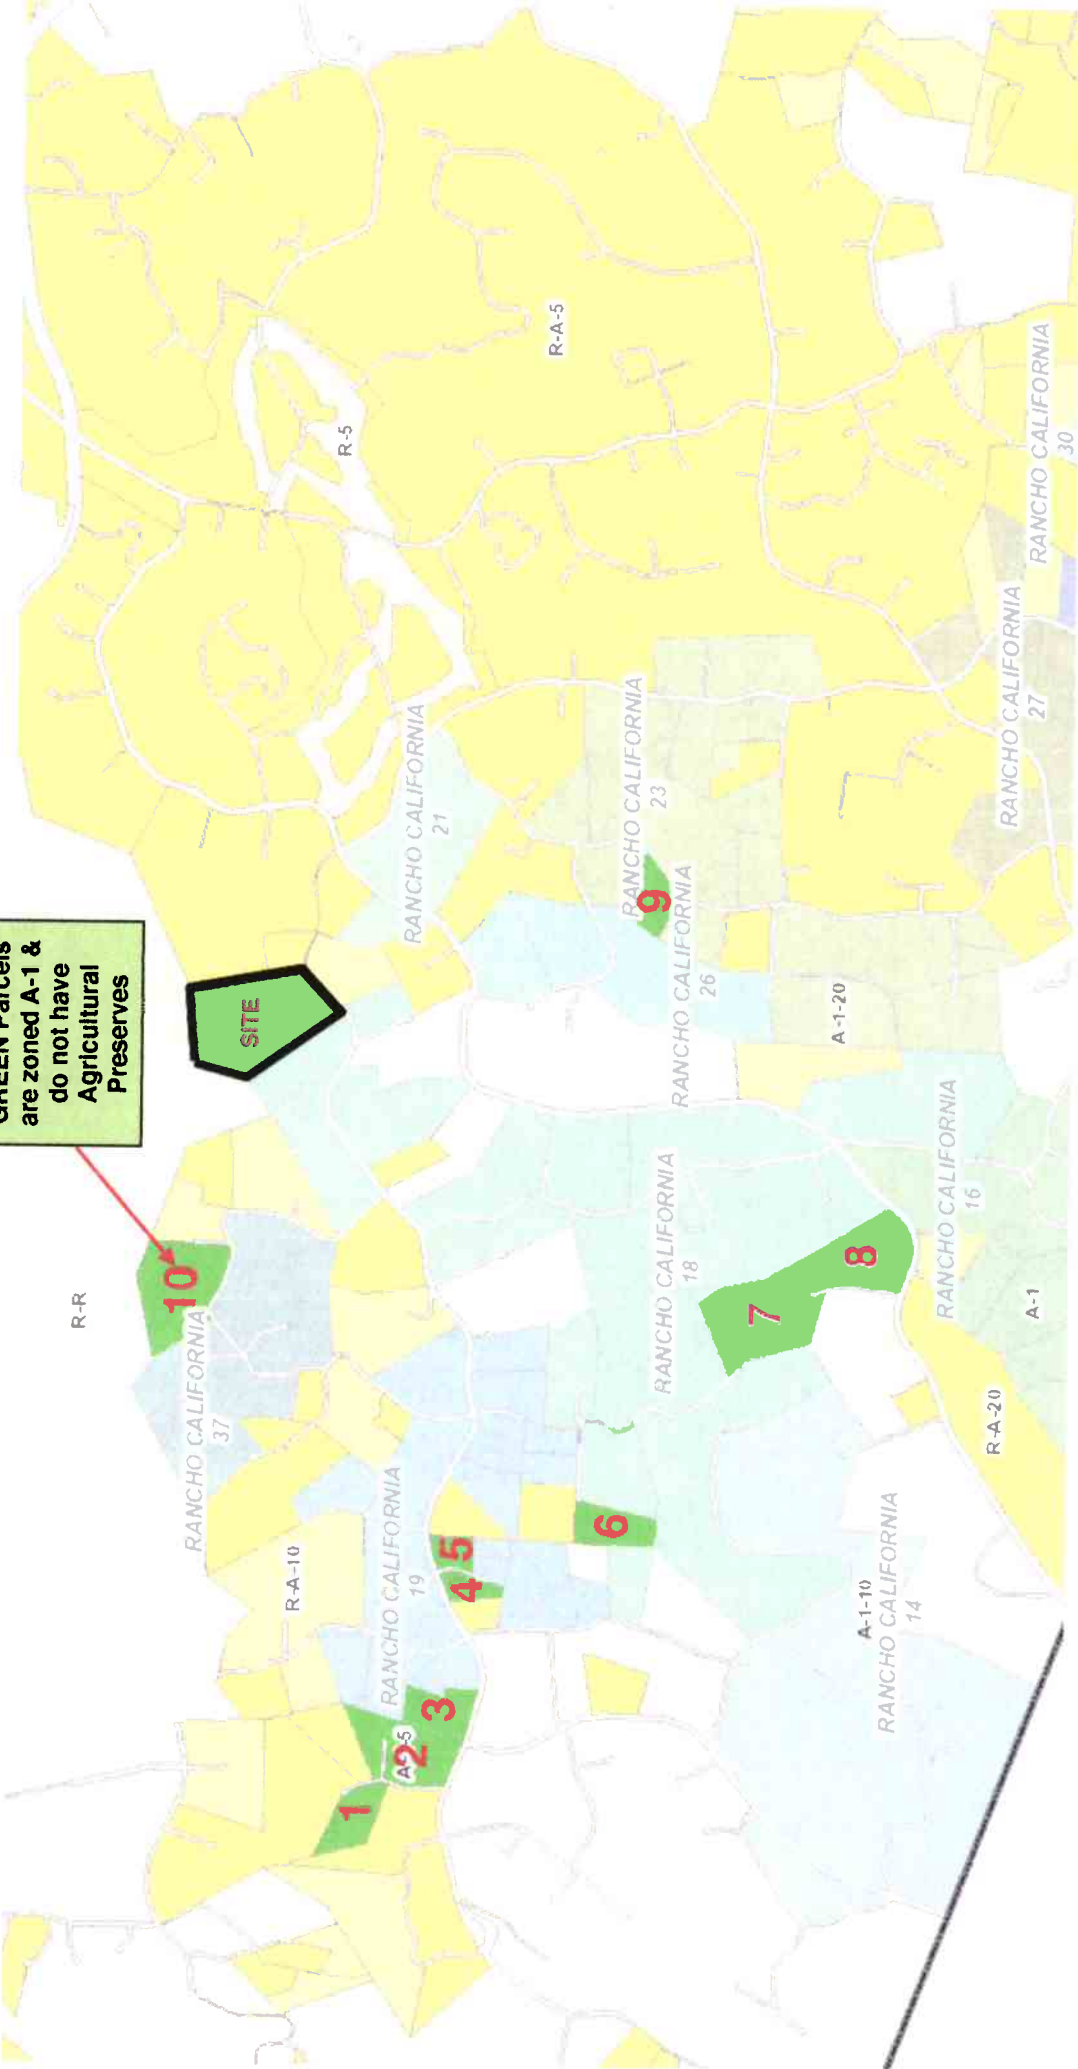 GREEN Parcels
are zoned A-1 &
do not have
Agricultural
Preserves
SITE
R-R
10
RANCHO CALIFORNIA
37
R-A-10
RANCHO CALIFORNIA
19
1
2
3
4
5
6
RANCHO CALIFORNIA
18
7
8
RANCHO CALIFORNIA
16
A-1
R-A-20
A-1-10
RANCHO CALIFORNIA
14
A-1-20
RANCHO CALIFORNIA
26
9
RANCHO CALIFORNIA
23
RANCHO CALIFORNIA
21
R-5
R-A-5
RANCHO CALIFORNIA
27
RANCHO CALIFORNIA
30